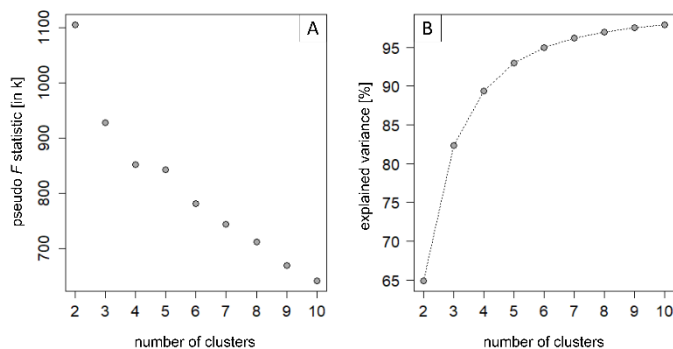 A
pseudo F statistic [in k]
1100
1000
900
800
700
2 3 4 5 6 7 8 9 10
number of clusters
B
explained variance [%]
95
90
85
80
75
70
65
2 3 4 5 6 7 8 9 10
number of clusters